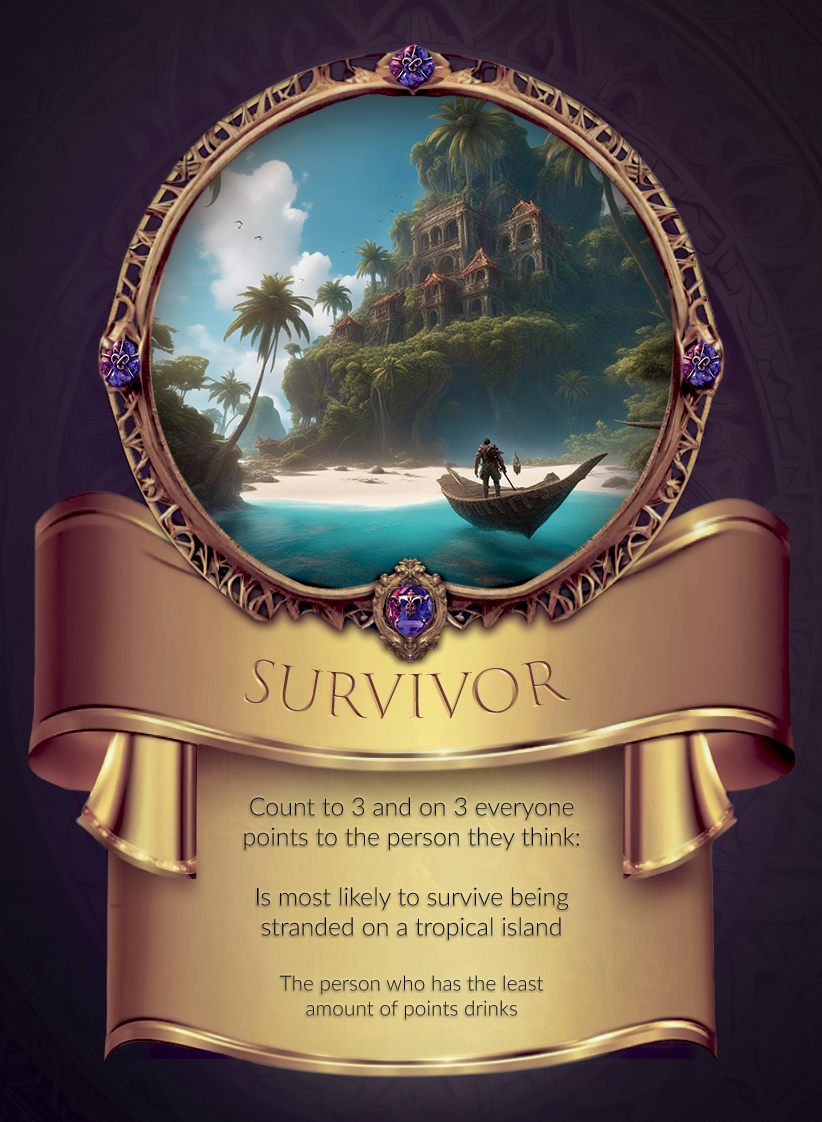 SURVIVOR
Count to 3 and on 3 everyone
points to the person they think:
Is most likely to survive being
stranded on a tropical island
The person who has the least
amount of points drinks